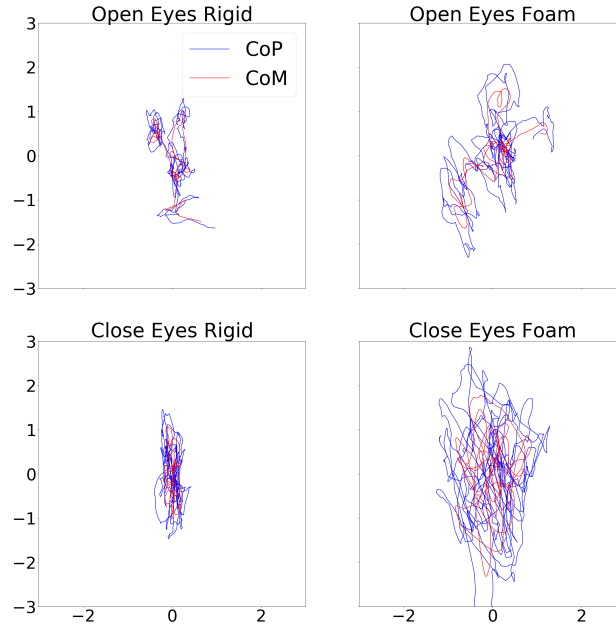 Open Eyes Rigid
Open Eyes Foam
CoP
CoM
3
2
1
0
−1
−2
−3
Close Eyes Rigid
Close Eyes Foam
3
2
1
0
−1
−2
−3
−2 0 2
−2 0 2